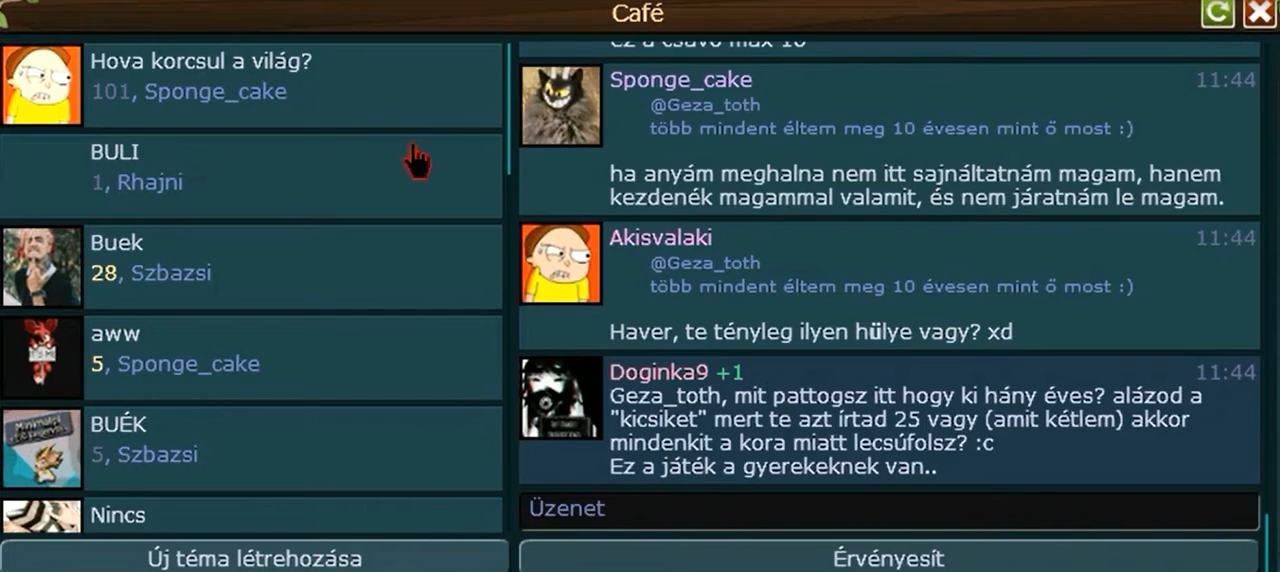 Café
Hova korcsul a világ?
101, Sponge_cake
BULI
1, Rhajni
Buek
28, Szbazsi
aww
5, Sponge_cake
BUÉK
5, Szbazsi
Nincs
Új téma létrehozása
Ez a csávó max 10
Sponge_cake 11:44
@Geza_toth
több mindent éltem meg 10 évesen mint ő most :)
ha anyám meghalna nem itt sajnáltatnám magam, hanem
kezdenék magammal valamit, és nem járatnám le magam.
Akisvalaki 11:44
@Geza_toth
több mindent éltem meg 10 évesen mint ő most :)
Haver, te tényleg ilyen hülye vagy? xd
Doginka9 +1 11:44
Geza_toth, mit pattogsz itt hogy ki hány éves? alázod a
"kicsiket" mert te azt írtad 25 vagy (amit kétlem) akkor
mindenkit a kora miatt lecsúfolsz? :c
Ez a játék a gyerekeknek van..
Üzenet
Érvényesít